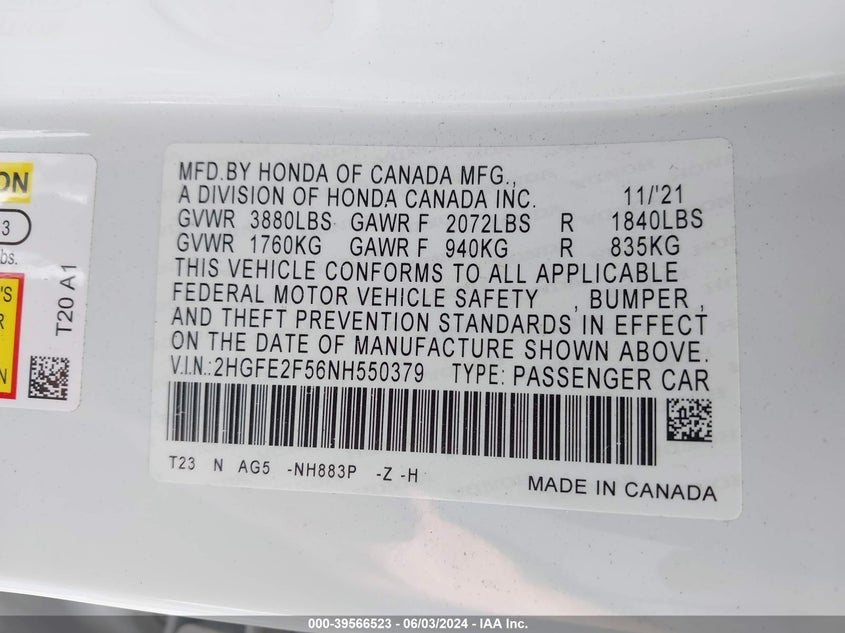 MFD.BY HONDA OF CANADA MFG.,
A DIVISION OF HONDA CANADA INC. 11/'21
GVWR 3880LBS GAWR F 2072LBS R 1840LBS
GVWR 1760KG GAWR F 940KG R 835KG
THIS VEHICLE CONFORMS TO ALL APPLICABLE
FEDERAL MOTOR VEHICLE SAFETY , BUMPER ,
AND THEFT PREVENTION STANDARDS IN EFFECT
ON THE DATE OF MANUFACTURE SHOWN ABOVE.
V.I.N.:2HGFE2F56NH550379 TYPE: PASSENGER CAR
T23 N AG5 -NH883P -Z -H
MADE IN CANADA
ON
3
bs.
'S
R
N
T20 A1
000-39566523 - 06/03/2024 - IAA Inc.